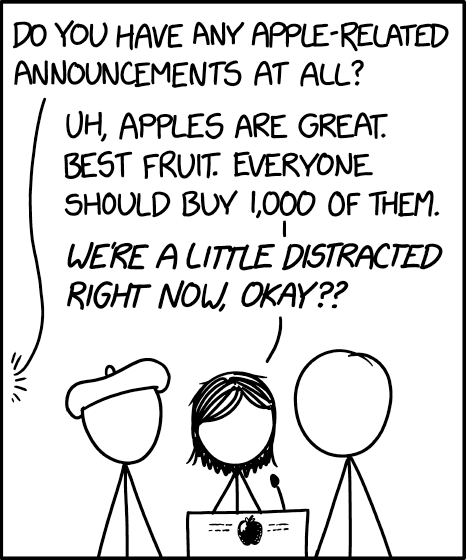 DO YOU HAVE ANY APPLE-RELATED
ANNOUNCEMENTS AT ALL?
UH, APPLES ARE GREAT.
BEST FRUIT. EVERYONE
SHOULD BUY 1,000 OF THEM.
WE'RE A LITTLE DISTRACTED
RIGHT NOW, OKAY??